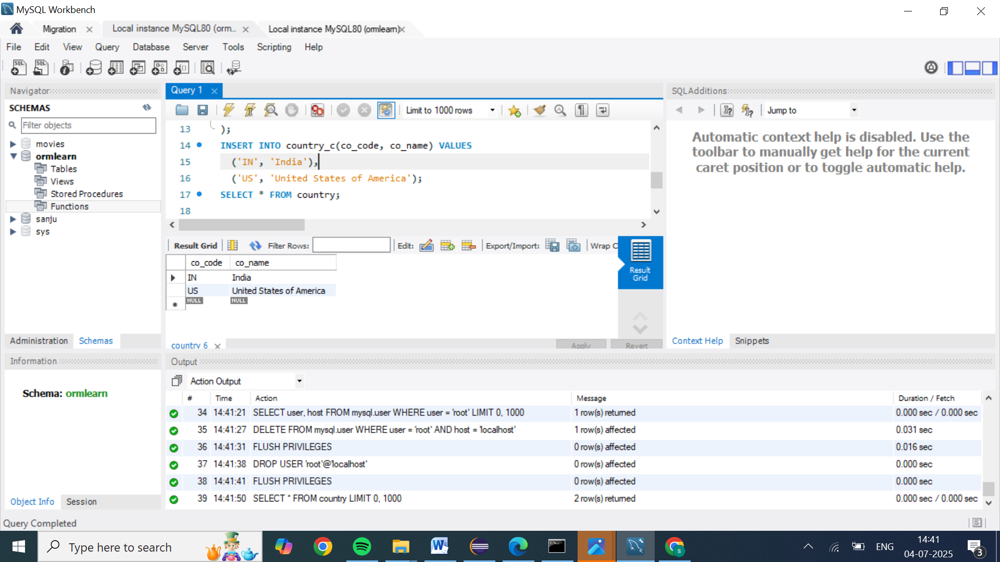 MySQL Workbench
Migration
Local instance MySQL80 (orm...
Local instance MySQL80 (ormlearn)
File Edit View Query Database Server Tools Scripting Help
Navigator
SCHEMAS
Filter objects
movies
ormlearn
Tables
Views
Stored Procedures
Functions
sanju
sys
Administration Schemas
Information
Schema: ormlearn
Object Info Session
Query 1
Limit to 1000 rows
13 );
14 INSERT INTO country_c(co_code, co_name) VALUES
15 ('IN', 'India'),
16 ('US', 'United States of America');
17 SELECT * FROM country;
18
Result Grid Filter Rows: Edit: Export/Import: Wrap C
co_code co_name
IN India
US United States of America
NULL NULL
Result
Grid
country 6
Apply Revert
SQLAdditions
Jump to
Automatic context help is disabled. Use the
toolbar to manually get help for the current
caret position or to toggle automatic help.
Context Help Snippets
Output
Action Output
# Time Action Message Duration / Fetch
34 14:41:21 SELECT user, host FROM mysql.user WHERE user = 'root' LIMIT 0, 1000 1 row(s) returned 0.000 sec / 0.000 sec
35 14:41:27 DELETE FROM mysql.user WHERE user = 'root' AND host = 'localhost' 1 row(s) affected 0.031 sec
36 14:41:31 FLUSH PRIVILEGES 0 row(s) affected 0.016 sec
37 14:41:38 DROP USER 'root'@'localhost' 0 row(s) affected 0.000 sec
38 14:41:41 FLUSH PRIVILEGES 0 row(s) affected 0.000 sec
39 14:41:50 SELECT * FROM country LIMIT 0, 1000 2 row(s) returned 0.000 sec / 0.000 sec
Query Completed
Type here to search
ENG
14:41
04-07-2025
3